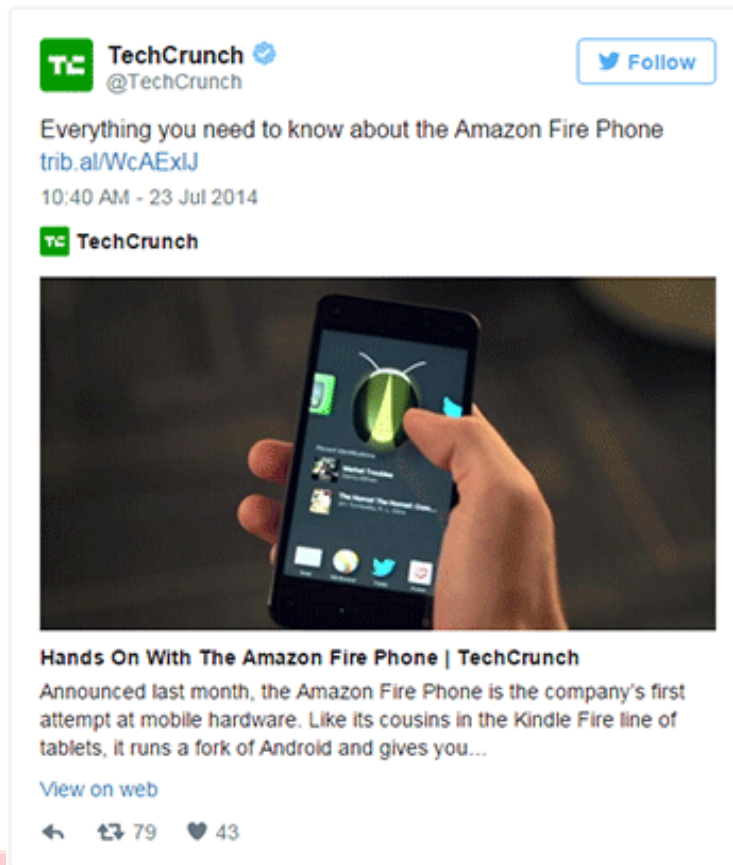 TechCrunch
@TechCrunch
Follow
Everything you need to know about the Amazon Fire Phone
trib.al/WcAExlJ
10:40 AM - 23 Jul 2014
TechCrunch
Hands On With The Amazon Fire Phone | TechCrunch
Announced last month, the Amazon Fire Phone is the company's first
attempt at mobile hardware. Like its cousins in the Kindle Fire line of
tablets, it runs a fork of Android and gives you...
View on web
79 43